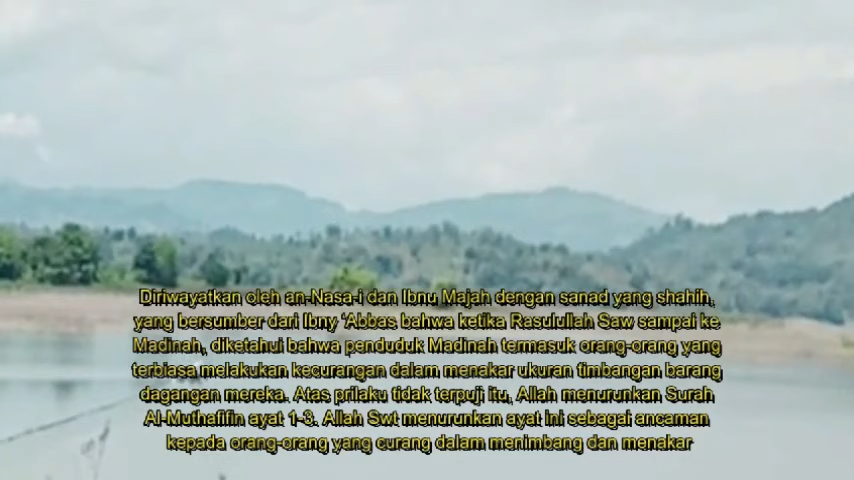 Diriwayatkan oleh an-Nasa-i dan Ibnu Majah dengan sanad yang shahih,
yang bersumber dari Ibny ‘Abbas bahwa ketika Rasulullah Saw sampai ke
Madinah, diketahui bahwa penduduk Madinah termasuk orang-orang yang
terbiasa melakukan kecurangan dalam menakar ukuran timbangan barang
dagangan mereka. Atas prilaku tidak terpuji itu, Allah menurunkan Surah
Al-Muthafifin ayat 1-3. Allah Swt menurunkan ayat ini sebagai ancaman
kepada orang-orang yang curang dalam menimbang dan menakar